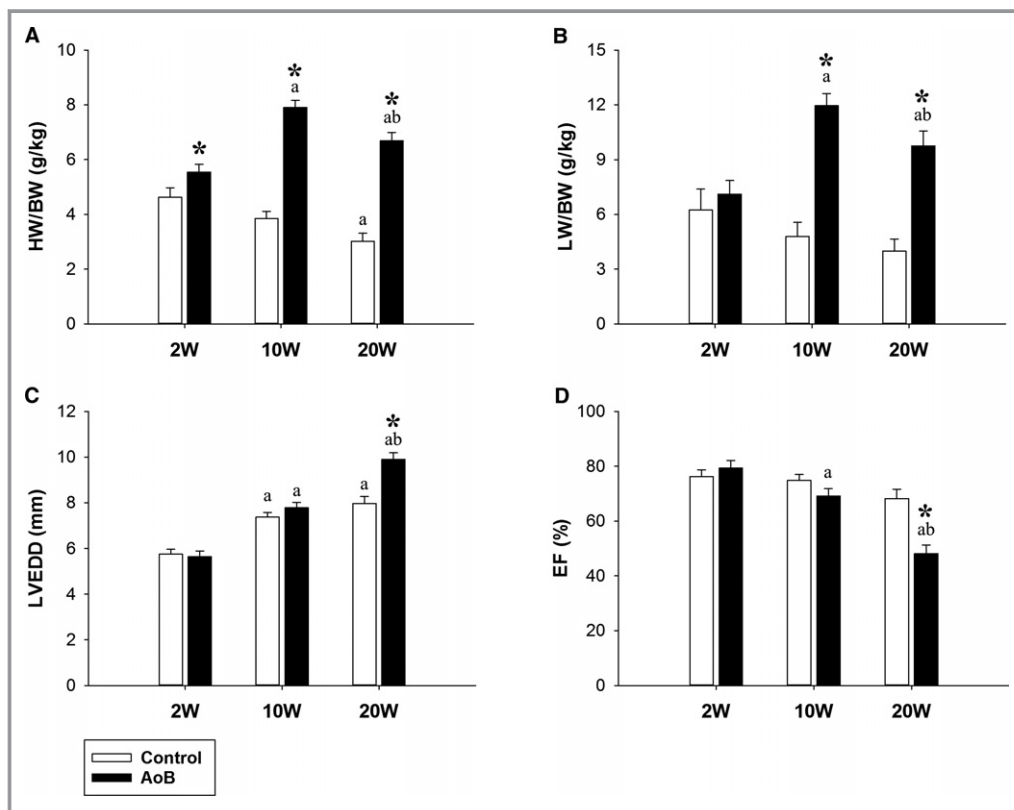 A
HW/BW (g/kg)
10
8
6
4
2
0
*
*
a
*
ab
a
2W
10W
20W
B
LW/BW (g/kg)
15
12
9
6
3
0
*
a
*
ab
2W
10W
20W
C
LVEDD (mm)
12
10
8
6
4
2
0
a
a
a
*
ab
2W
10W
20W
D
EF (%)
100
80
60
40
20
0
a
*
ab
2W
10W
20W
Control
AoB